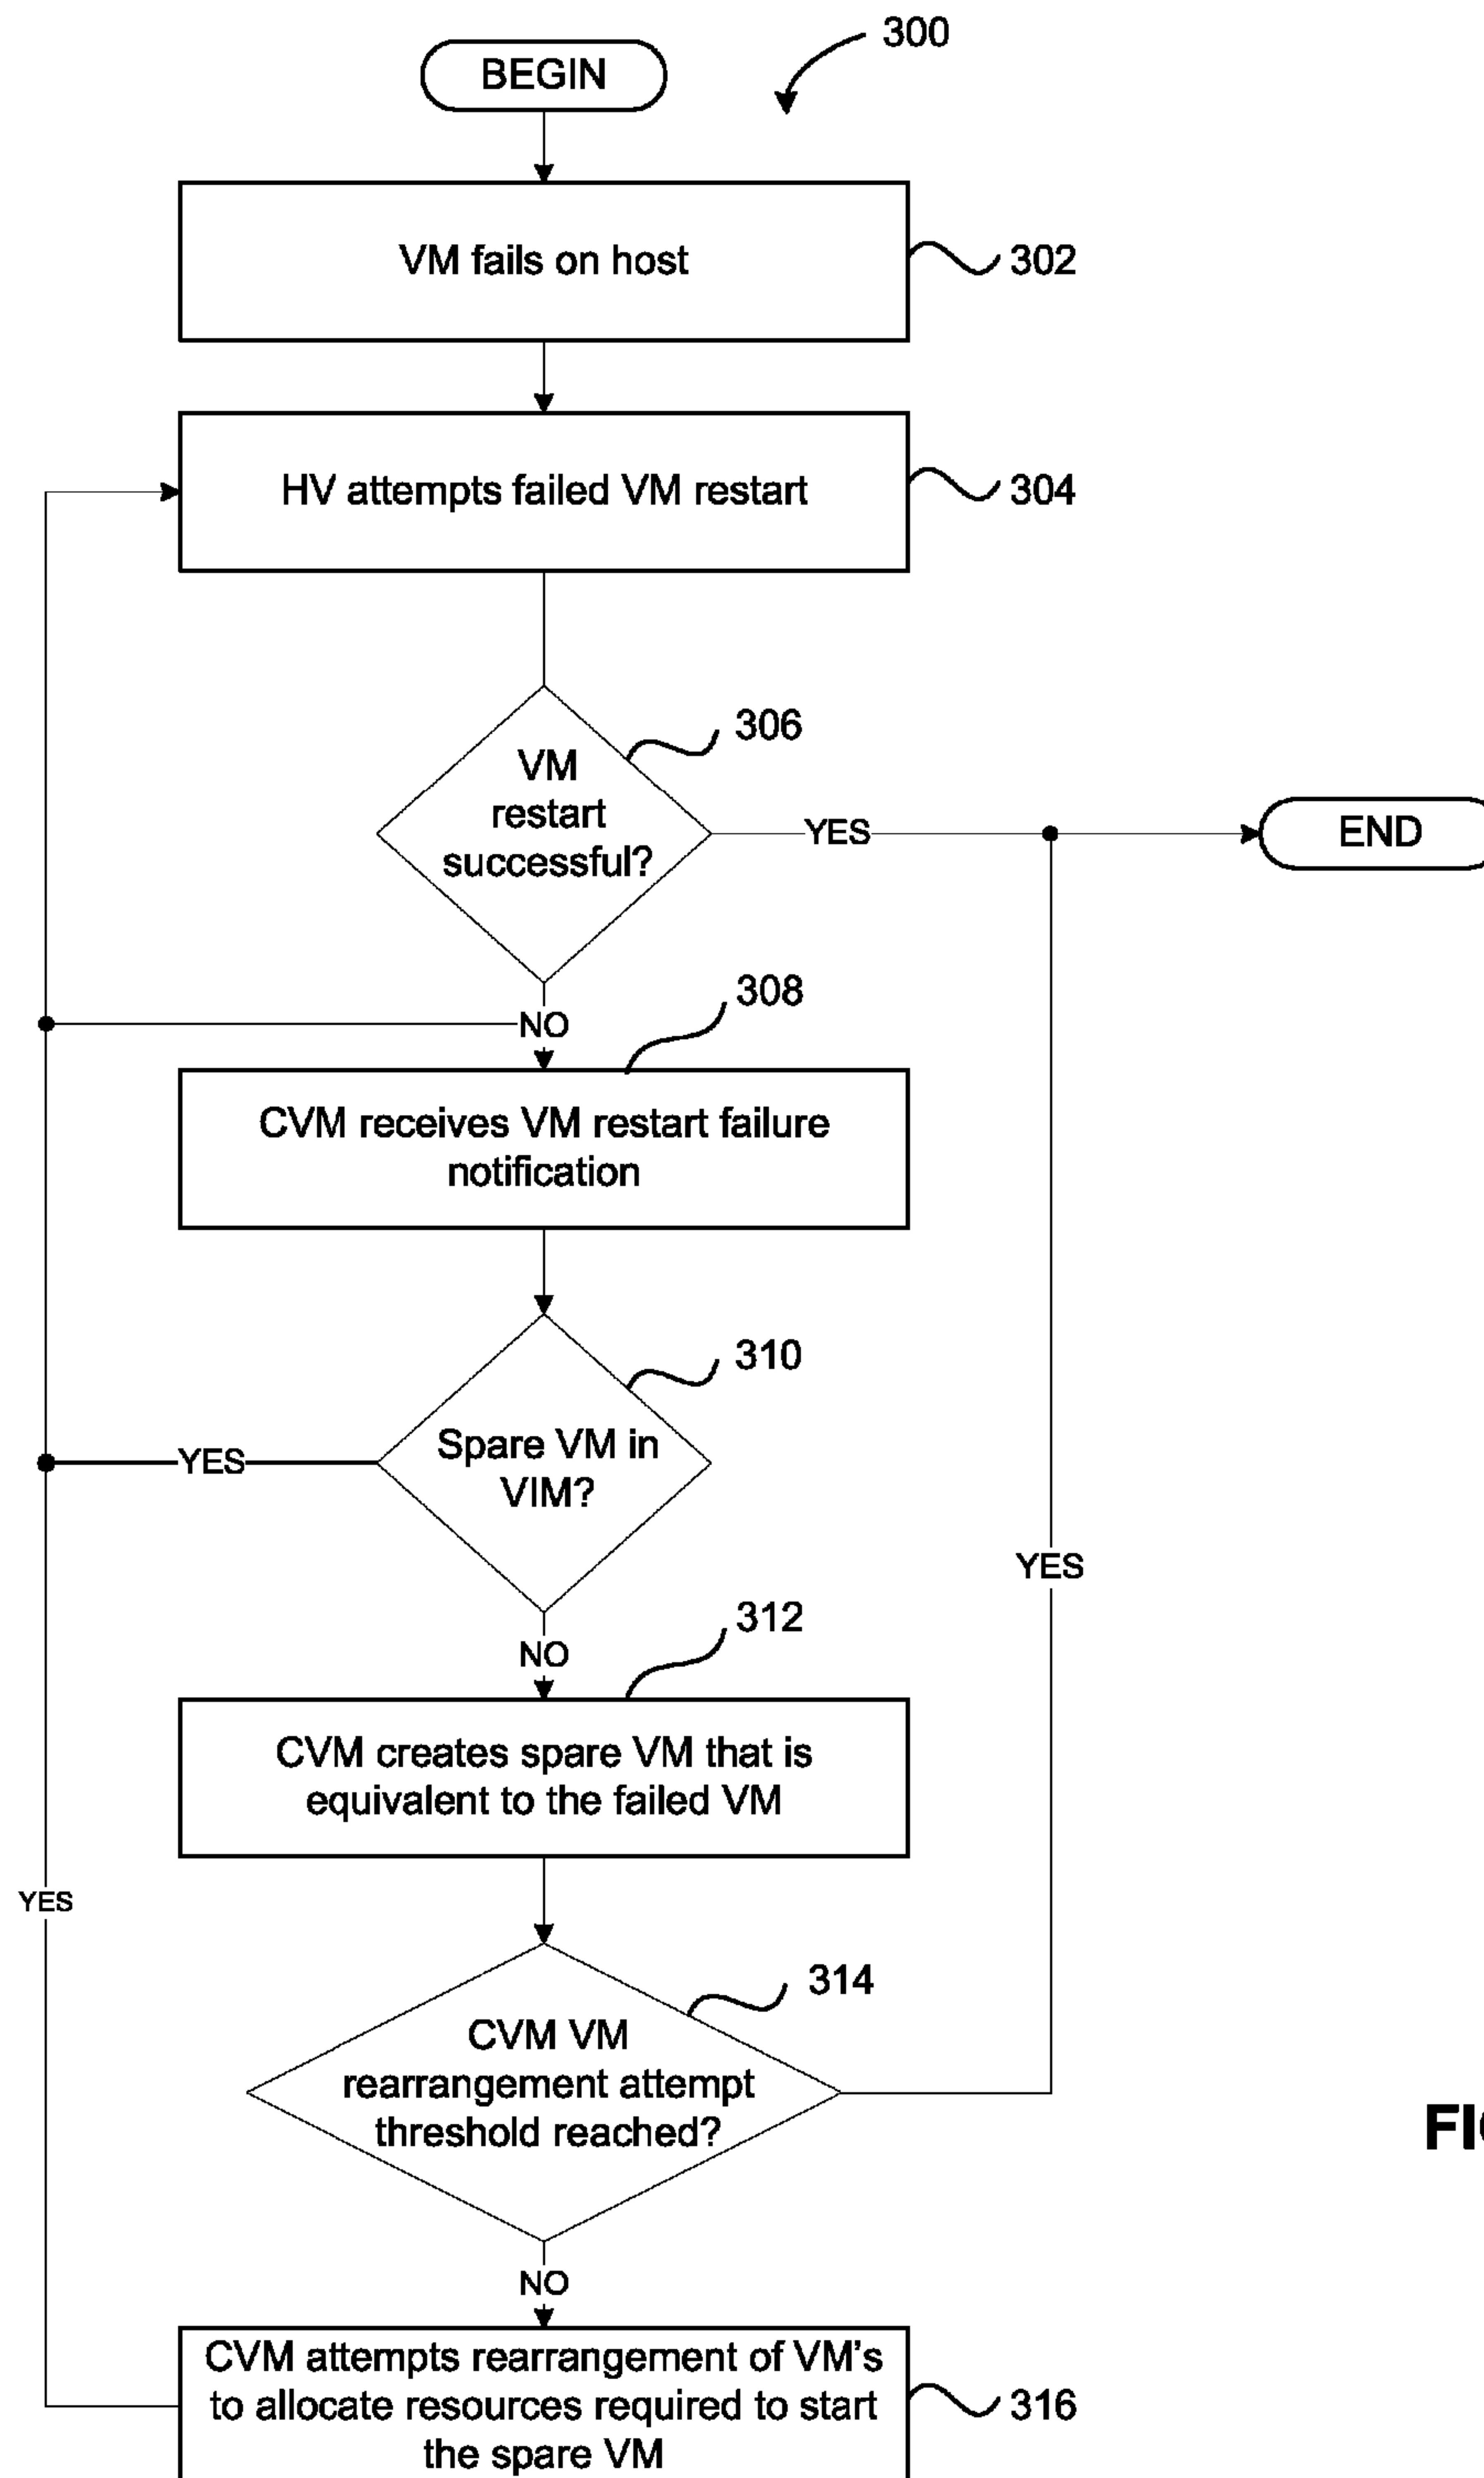 300
BEGIN
VM fails on host
302
HV attempts failed VM restart
304
306
VM
restart
successful?
YES
END
308
NO
CVM receives VM restart failure
notification
310
Spare VM in
VIM?
YES
YES
312
NO
CVM creates spare VM that is
equivalent to the failed VM
YES
314
CVM VM
rearrangement attempt
threshold reached?
NO
CVM attempts rearrangement of VM's
to allocate resources required to start
the spare VM
316